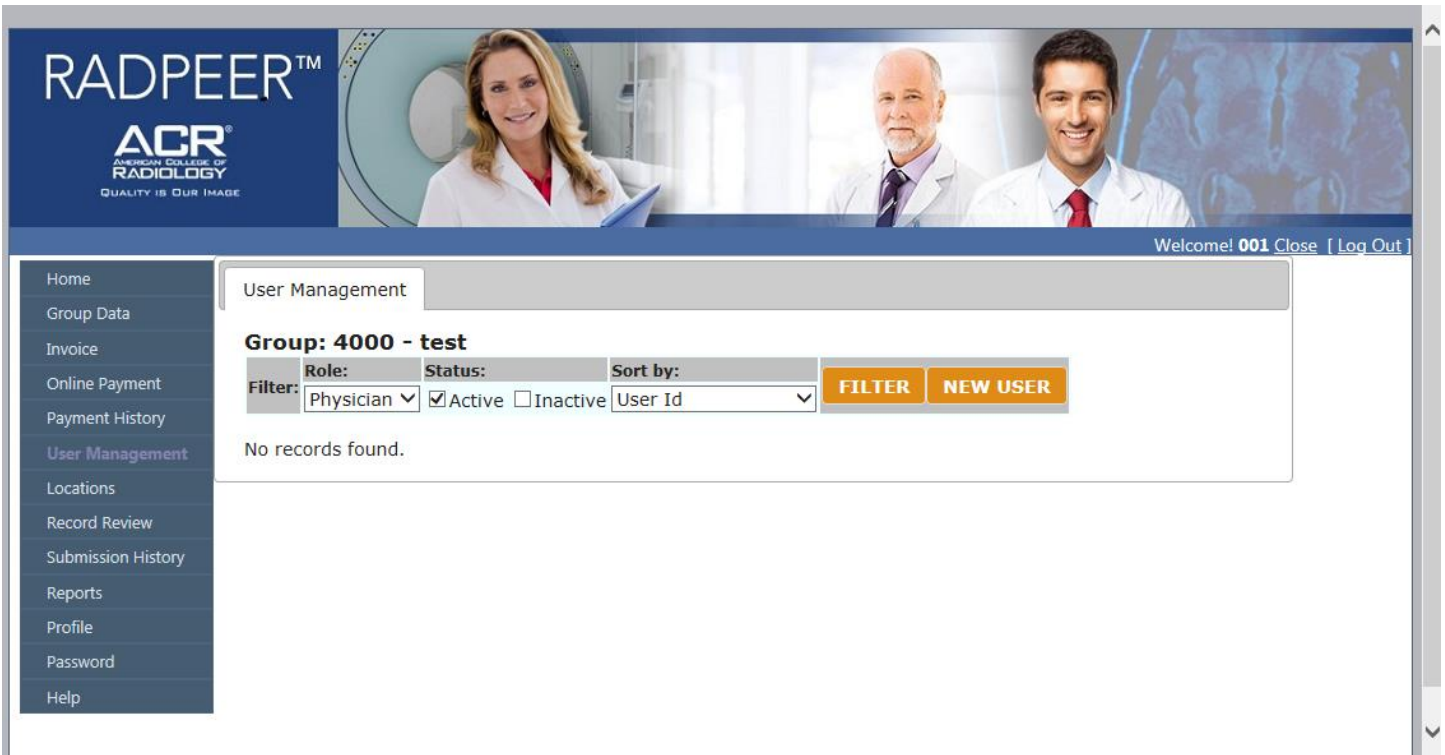 RADPEER™
ACR®
AMERICAN COLLEGE OF
RADIOLOGY
QUALITY IS OUR IMAGE
Welcome! 001 Close [ Log Out ]
Home
Group Data
Invoice
Online Payment
Payment History
User Management
Locations
Record Review
Submission History
Reports
Profile
Password
Help
User Management
Group: 4000 - test
Filter:
Role: Status: Sort by:
Physician Active Inactive User Id
FILTER NEW USER
No records found.